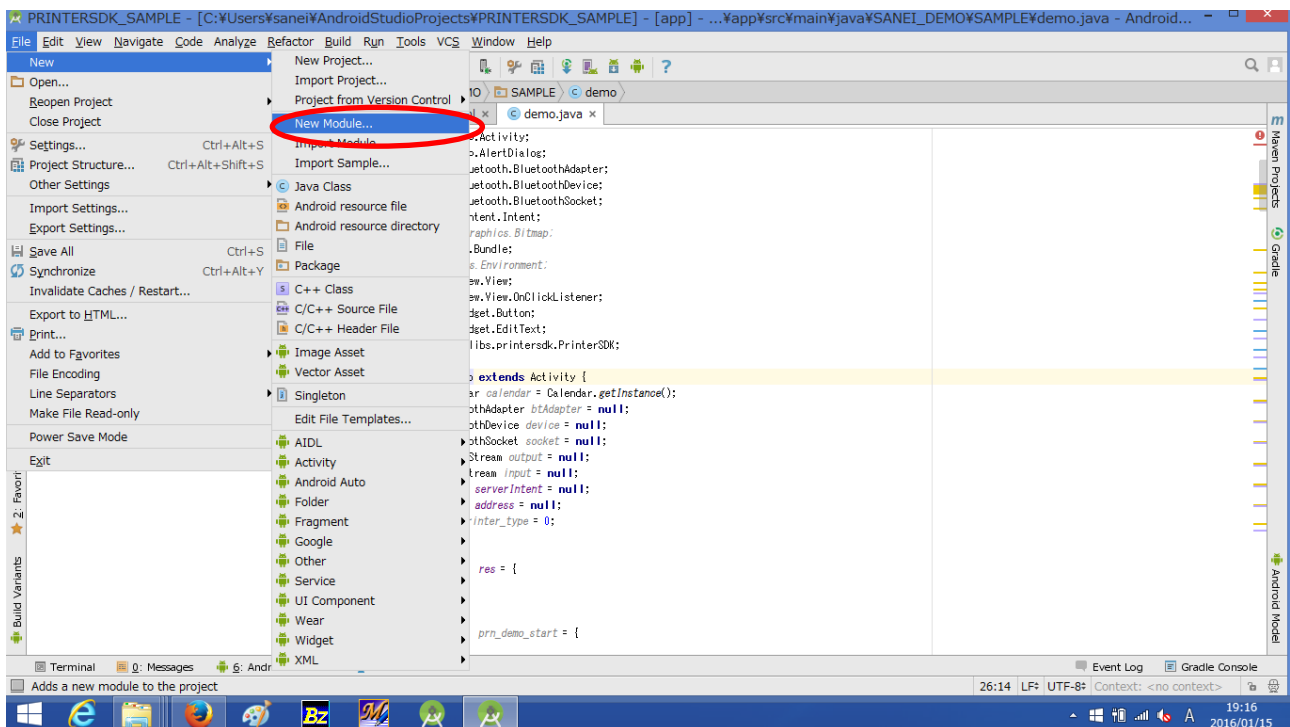 PRINTERSDK_SAMPLE - [C:¥Users¥sanei¥AndroidStudioProjects¥PRINTERSDK_SAMPLE] - [app] - ...¥app¥src¥main¥java¥SANEI_DEMO¥SAMPLE¥demo.java - Android...
File Edit View Navigate Code Analyze Refactor Build Run Tools VCS Window Help
New
Open...
Reopen Project
Close Project
Settings... Ctrl+Alt+S
Project Structure... Ctrl+Alt+Shift+S
Other Settings
Import Settings...
Export Settings...
Save All Ctrl+S
Synchronize Ctrl+Alt+Y
Invalidate Caches / Restart...
Export to HTML...
Print...
Add to Favorites
File Encoding
Line Separators
Make File Read-only
Power Save Mode
Exit
New Project...
Import Project...
Project from Version Control
New Module...
Import Module...
Import Sample...
Java Class
Android resource file
Android resource directory
File
Package
C++ Class
C/C++ Source File
C/C++ Header File
Image Asset
Vector Asset
Singleton
Edit File Templates...
AIDL
Activity
Android Auto
Folder
Fragment
Google
Other
Service
UI Component
Wear
Widget
XML
SAMPLE demo
demo.java
.Activity;
.AlertDialog;
uetooth.BluetoothAdapter;
uetooth.BluetoothDevice;
uetooth.BluetoothSocket;
ntent.Intent;
raphics.Bitmap;
.Bundle;
s.Environment;
ew.View;
ew.View.OnClickListener;
dget.Button;
dget.EditText;
libs.printersdk.PrinterSDK;
extends Activity {
ar calendar = Calendar.getInstance();
othAdapter btAdapter = null;
othDevice device = null;
othSocket socket = null;
Stream output = null;
tream input = null;
serverIntent = null;
address = null;
rinter_type = 0;
res = {
prn_demo_start = {
Maven Projects
Gradle
Android Model
2: Favori
Build Variants
Terminal 0: Messages 6: Andr
Event Log Gradle Console
Adds a new module to the project
26:14 LF UTF-8 Context: <no context>
Bz
A 19:16
2016/01/15